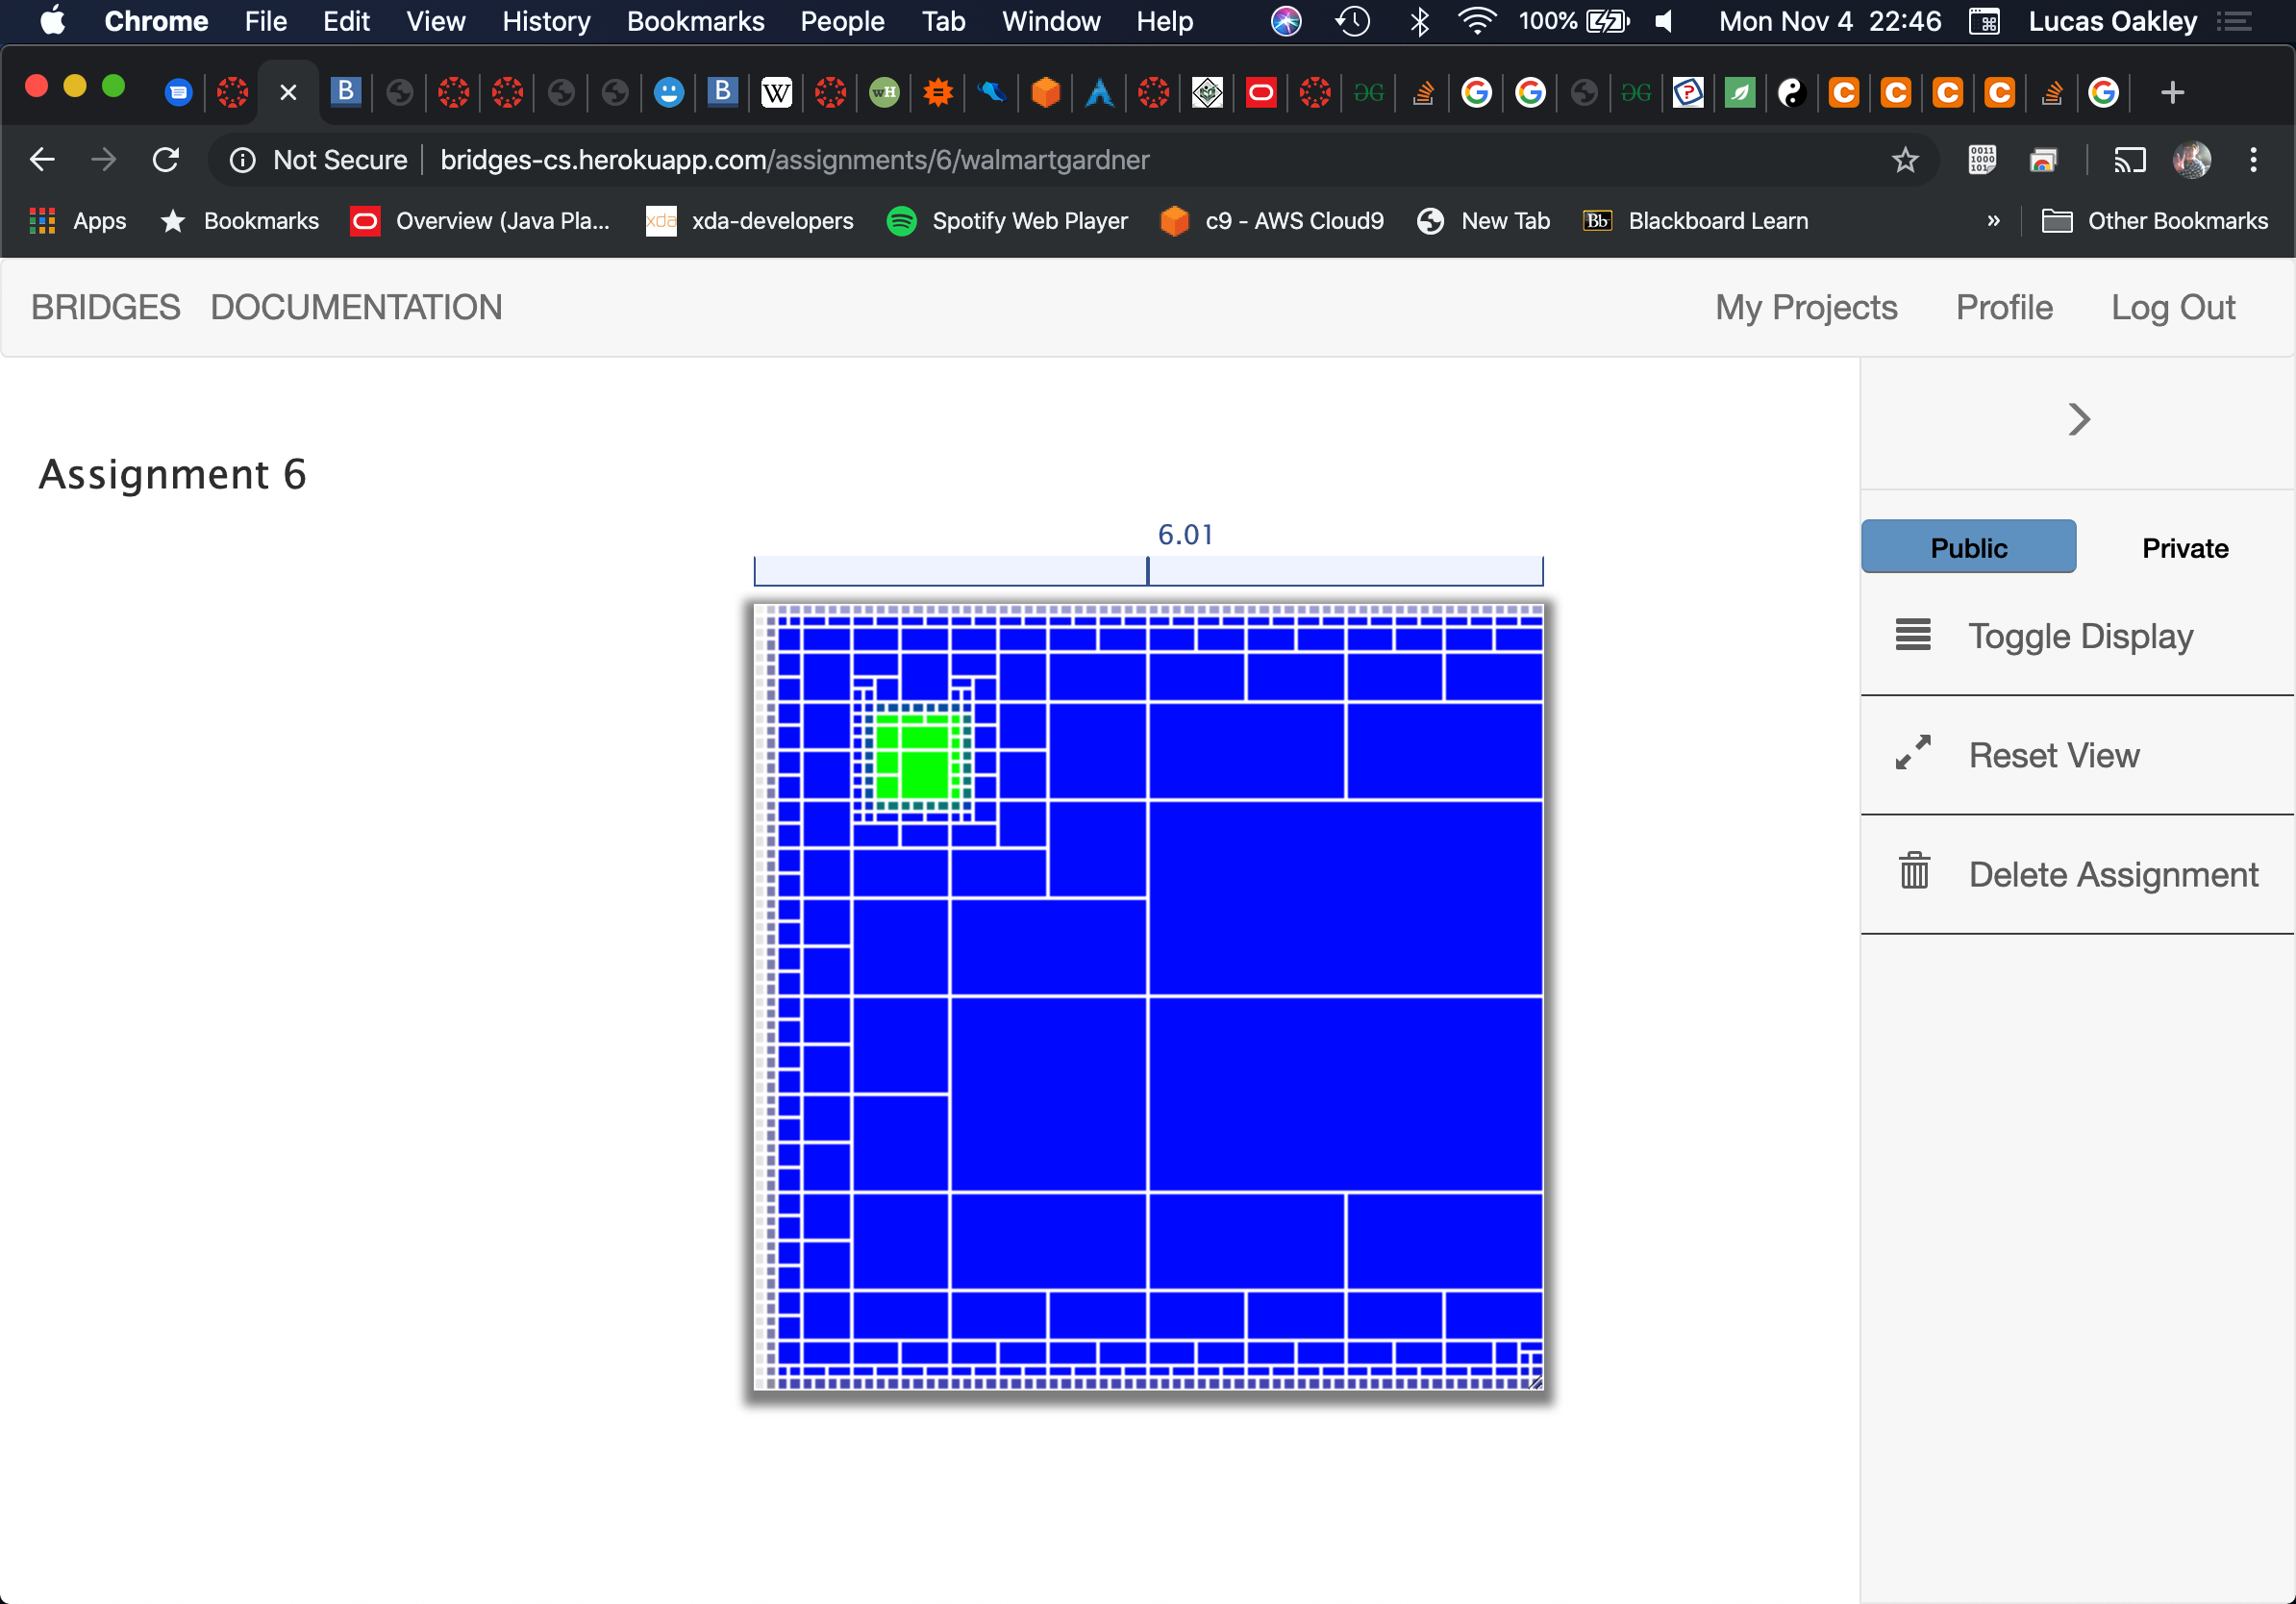 Chrome File Edit View History Bookmarks People Tab Window Help 100% Mon Nov 4 22:46 Lucas Oakley
B B W wH C C C C
Not Secure bridges-cs.herokuapp.com/assignments/6/walmartgardner
Apps Bookmarks Overview (Java Pla... xda xda-developers Spotify Web Player c9 - AWS Cloud9 New Tab Bb Blackboard Learn » Other Bookmarks
BRIDGES DOCUMENTATION My Projects Profile Log Out
Assignment 6
6.01
Public Private
Toggle Display
Reset View
Delete Assignment